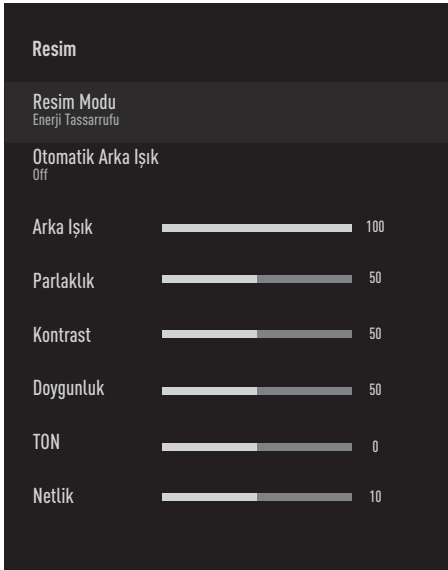 Resim
Resim Modu
Enerji Tassarrufu
Otomatik Arka Işık
Off
Arka Işık 100
Parlaklık 50
Kontrast 50
Doygunluk 50
TON 0
Netlik 10